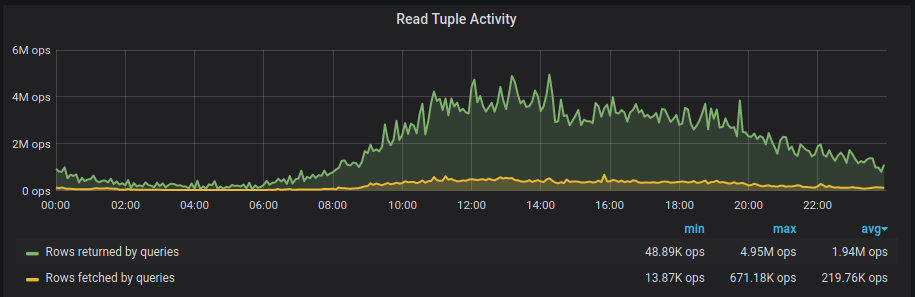 Read Tuple Activity
6M ops
4M ops
2M ops
0 ops
00:00 02:00 04:00 06:00 08:00 10:00 12:00 14:00 16:00 18:00 20:00 22:00
min max avg
Rows returned by queries 48.89K ops 4.95M ops 1.94M ops
Rows fetched by queries 13.87K ops 671.18K ops 219.76K ops